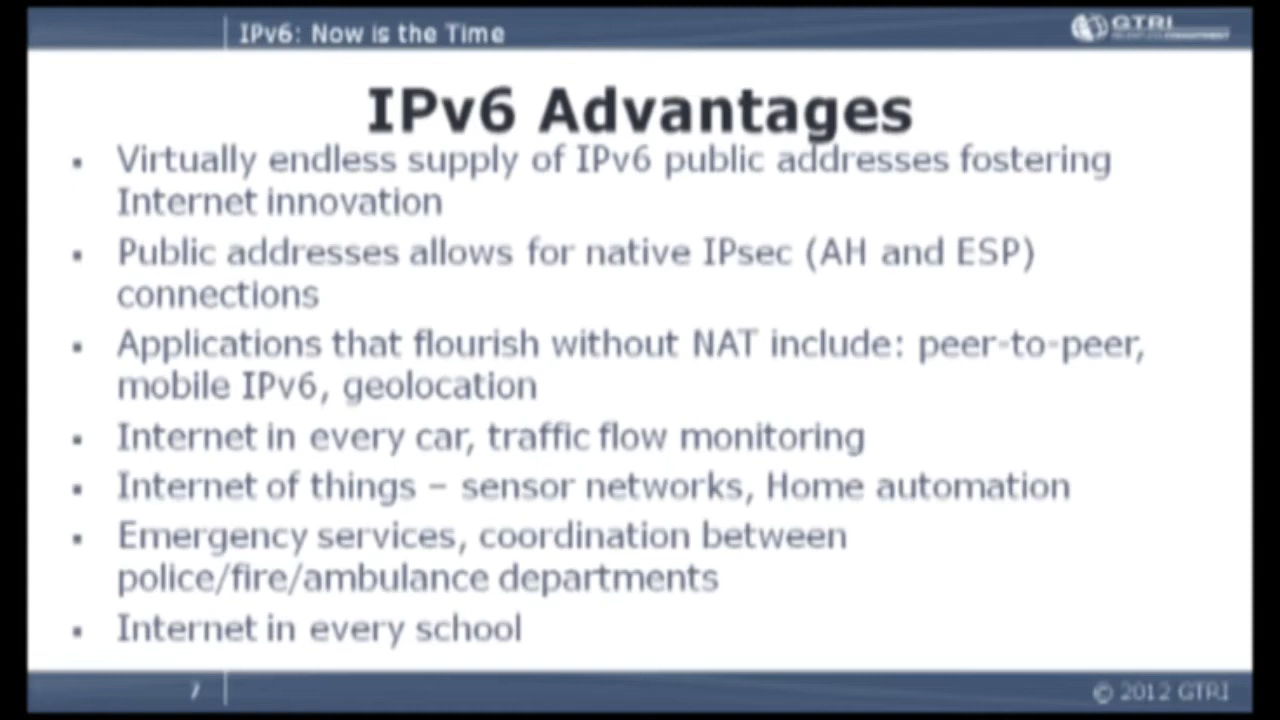 IPv6: Now is the Time
GTRI
IPv6 Advantages
▪ Virtually endless supply of IPv6 public addresses fostering
Internet innovation
▪ Public addresses allows for native IPsec (AH and ESP)
connections
▪ Applications that flourish without NAT include: peer-to-peer,
mobile IPv6, geolocation
▪ Internet in every car, traffic flow monitoring
▪ Internet of things – sensor networks, Home automation
▪ Emergency services, coordination between
police/fire/ambulance departments
▪ Internet in every school
7
© 2012 GTRI